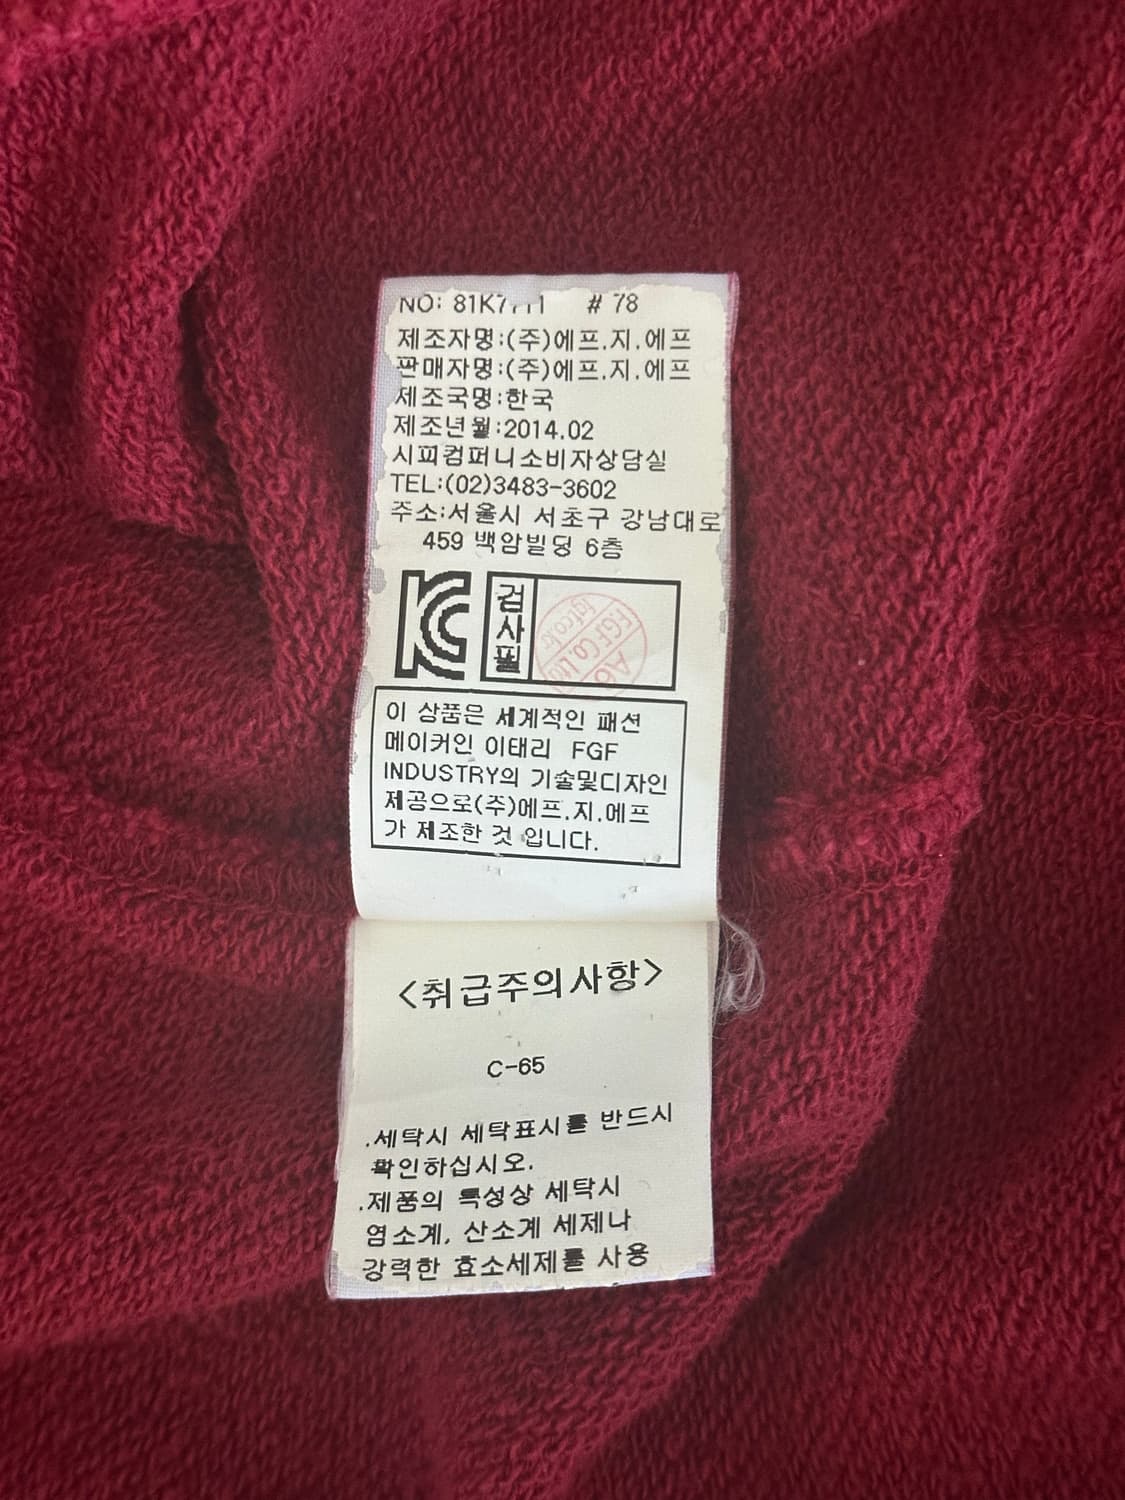 # 78
제조자명:(주)에프.지.에프
판매자명:(주)에프.지.에프
제조국명:한국
제조년월:2014.02
시피컴퍼니소비자상담실
TEL:(02)3483-3602
주소:서울시 서초구 강남대로
459 백암빌딩 6층
검사필
F.G.F Co. Ltd
A6
이 상품은 세계적인 패션
메이커인 이태리 FGF
INDUSTRY의 기술및디자인
제공으로(주)에프.지.에프
가 제조한 것 입니다.
<취급주의사항>
C-65
.세탁시 세탁표시를 반드시
확인하십시오.
.제품의 특성상 세탁시
염소계, 산소계 세제나
강력한 효소세제를 사용